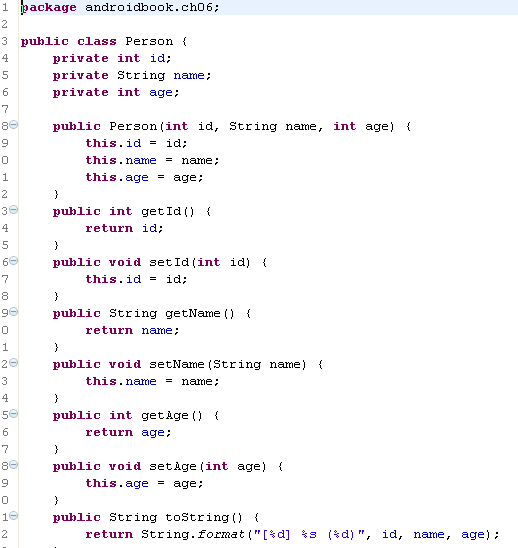 1 package androidbook.ch06;
2
3 public class Person {
4     private int id;
5     private String name;
6     private int age;
7
8     public Person(int id, String name, int age) {
9         this.id = id;
0         this.name = name;
1         this.age = age;
2     }
3     public int getId() {
4         return id;
5     }
6     public void setId(int id) {
7         this.id = id;
8     }
9     public String getName() {
0         return name;
1     }
2     public void setName(String name) {
3         this.name = name;
4     }
5     public int getAge() {
6         return age;
7     }
8     public void setAge(int age) {
9         this.age = age;
0     }
1     public String toString() {
2         return String.format("[%d] %s (%d)", id, name, age);